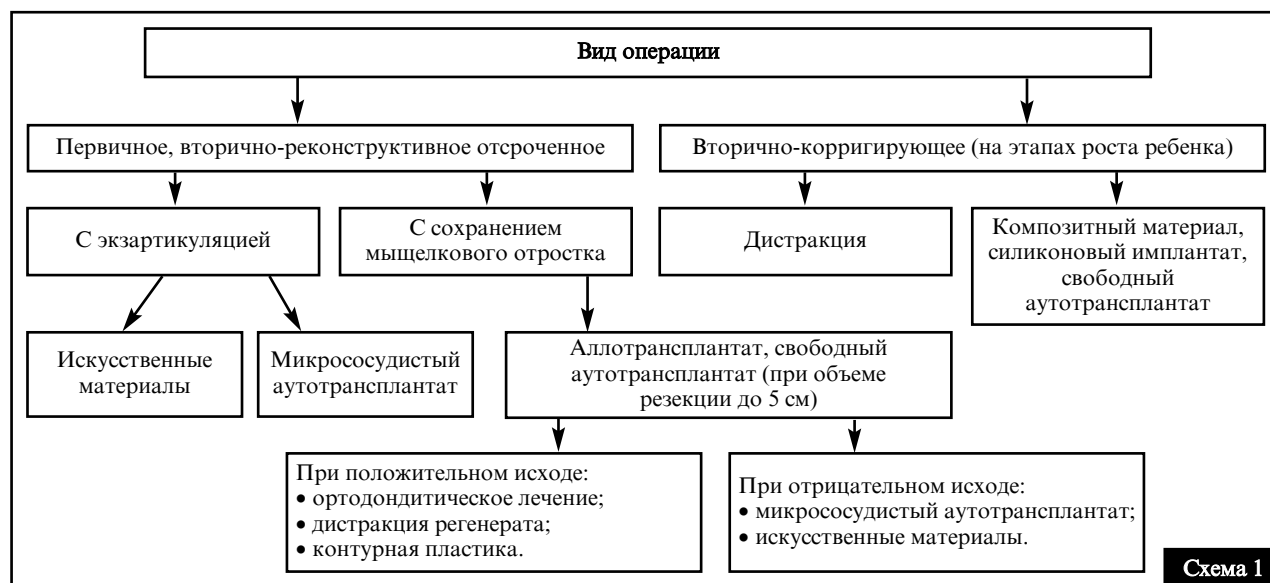 Вид операции
Первичное, вторично-реконструктивное отсроченное
Вторично-корригирующее (на этапах роста ребенка)
С экзартикуляцией
С сохранением
мыщелкового отростка
Дистракция
Композитный материал,
силиконовый имплантат,
свободный
аутотрансплантат
Искусственные
материалы
Микрососудистый
аутотрансплантат
Аллотрансплантат, свободный
аутотрансплантат (при объеме
резекции до 5 см)
При положительном исходе:
• ортодондитическое лечение;
• дистракция регенерата;
• контурная пластика.
При отрицательном исходе:
• микрососудистый аутотрансплантат;
• искусственные материалы.
Схема 1